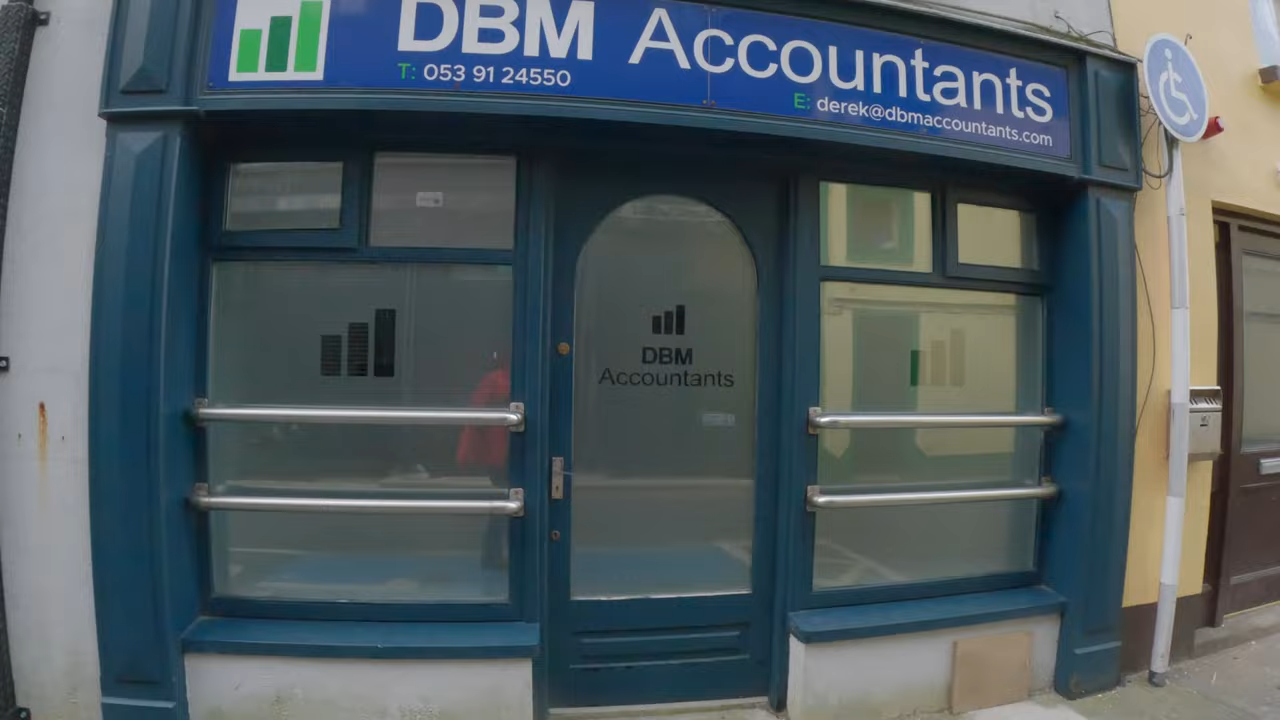 DBM Accountants
T: 053 91 24550
E: derek@dbmaccountants.com
DBM
Accountants